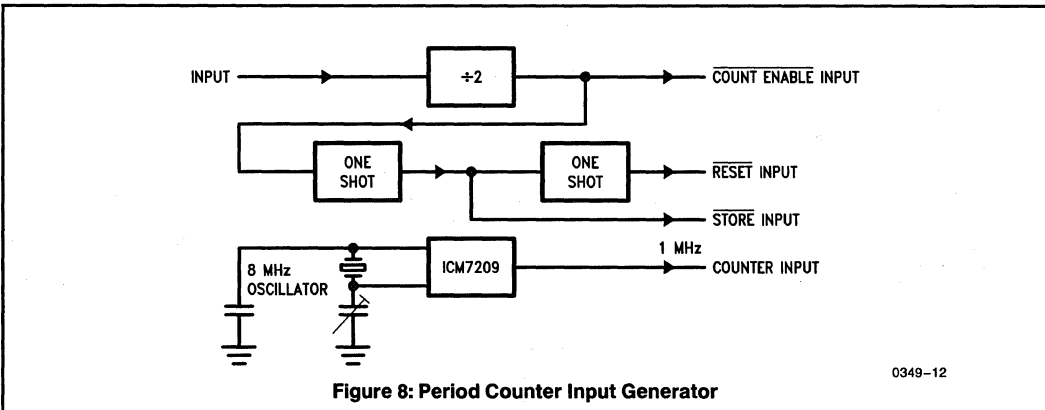 INPUT
÷2
COUNT ENABLE INPUT
ONE
SHOT
ONE
SHOT
RESET INPUT
STORE INPUT
8 MHz
OSCILLATOR
ICM7209
1 MHz
COUNTER INPUT
0349–12
Figure 8: Period Counter Input Generator